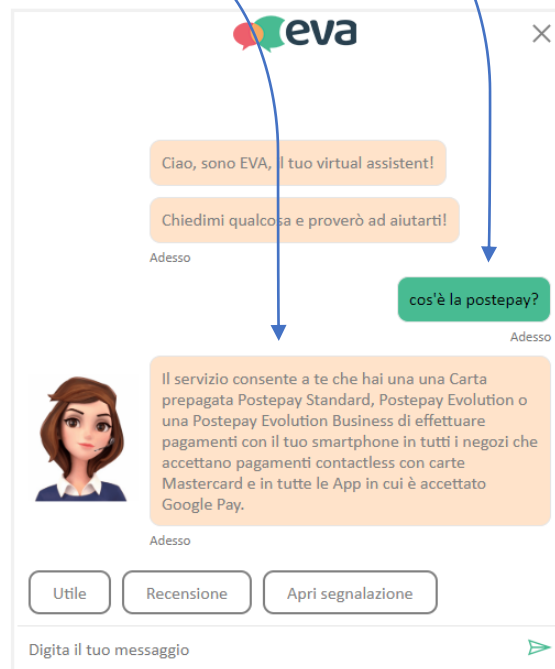 eva
Ciao, sono EVA, il tuo virtual assistent!
Chiedimi qualcosa e proverò ad aiutarti!
Adesso
cos'è la postepay?
Adesso
Il servizio consente a te che hai una una Carta
prepagata Postepay Standard, Postepay Evolution o
una Postepay Evolution Business di effettuare
pagamenti con il tuo smartphone in tutti i negozi che
accettano pagamenti contactless con carte
Mastercard e in tutte le App in cui è accettato
Google Pay.
Adesso
Utile
Recensione
Apri segnalazione
Digita il tuo messaggio